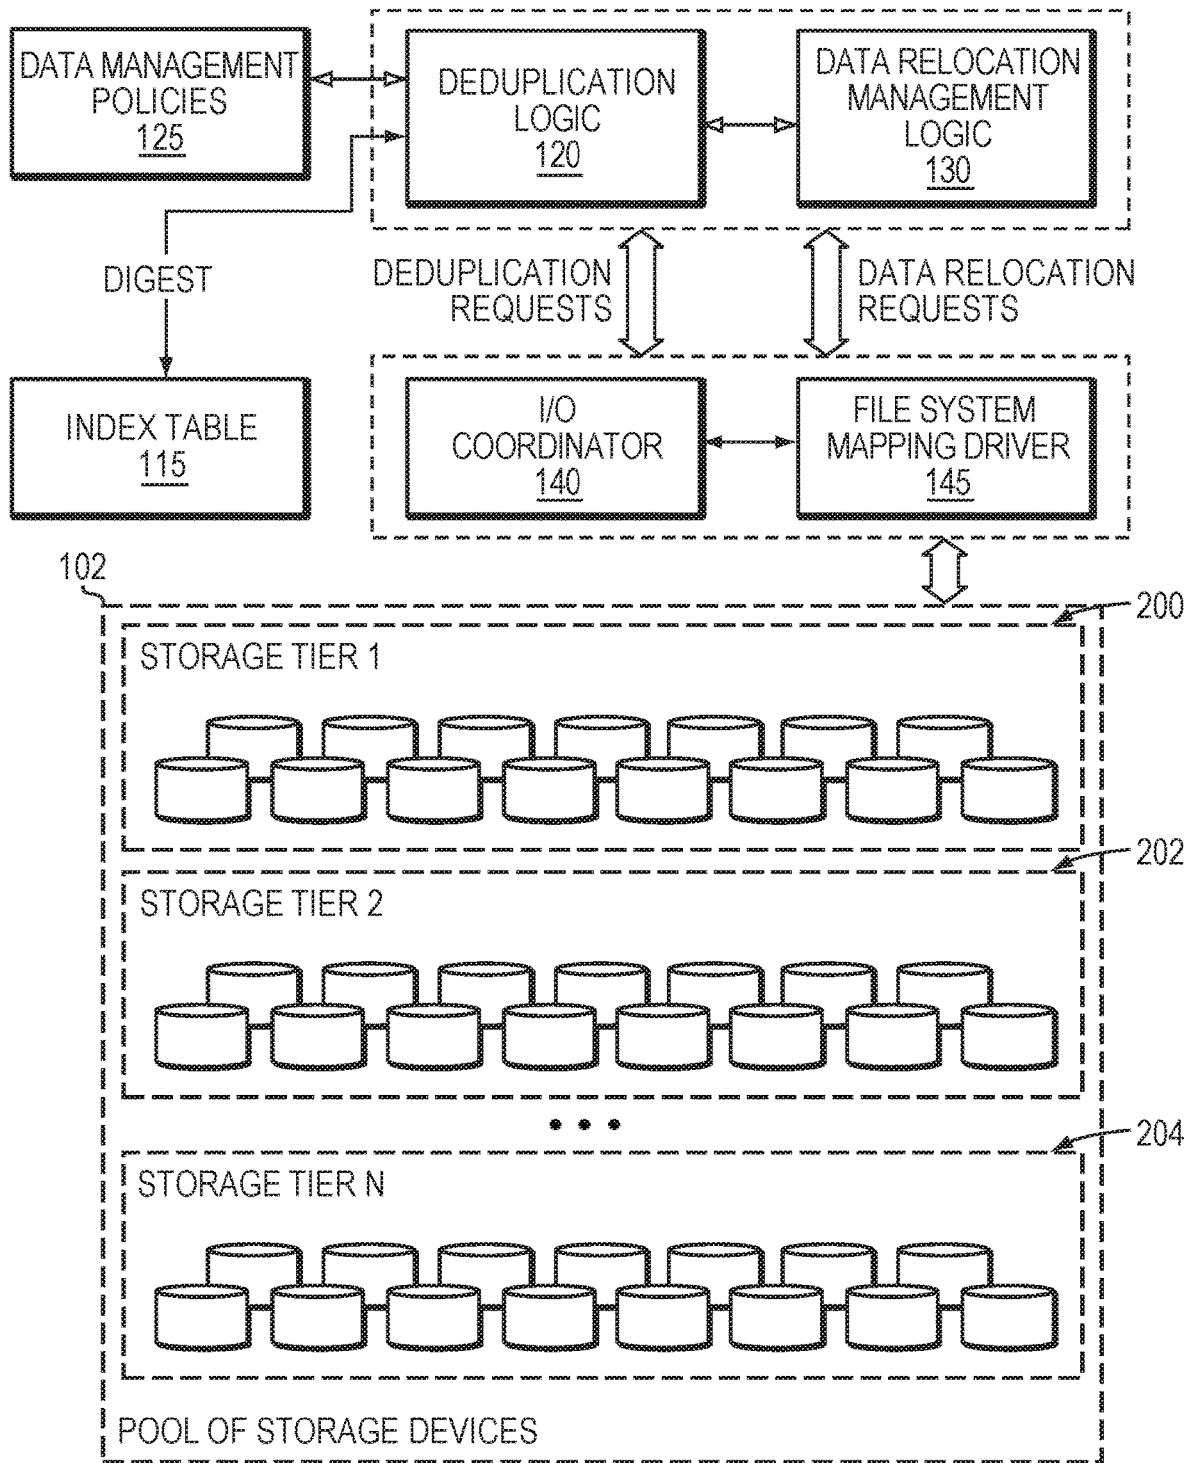 DATA MANAGEMENT
POLICIES
125
DEDUPLICATION
LOGIC
120
DATA RELOCATION
MANAGEMENT
LOGIC
130
DIGEST
DEDUPLICATION
REQUESTS
DATA RELOCATION
REQUESTS
INDEX TABLE
115
I/O
COORDINATOR
140
FILE SYSTEM
MAPPING DRIVER
145
102
200
STORAGE TIER 1
202
STORAGE TIER 2
• • •
204
STORAGE TIER N
POOL OF STORAGE DEVICES